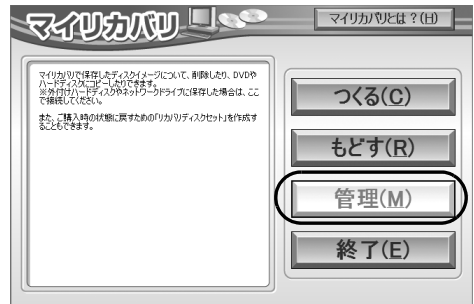 マイリカバリ
マイリカバリとは？(H)
マイリカバリで保存したディスクイメージについて、削除したり、DVDや
ハードディスクにコピーしたりできます。
※外付けハードディスクやネットワークドライブに保存した場合は、ここ
で接続してください。
また、ご購入時の状態に戻すための「リカバリディスクセット」を作成す
ることもできます。
つくる(C)
もどす(R)
管理(M)
終了(E)